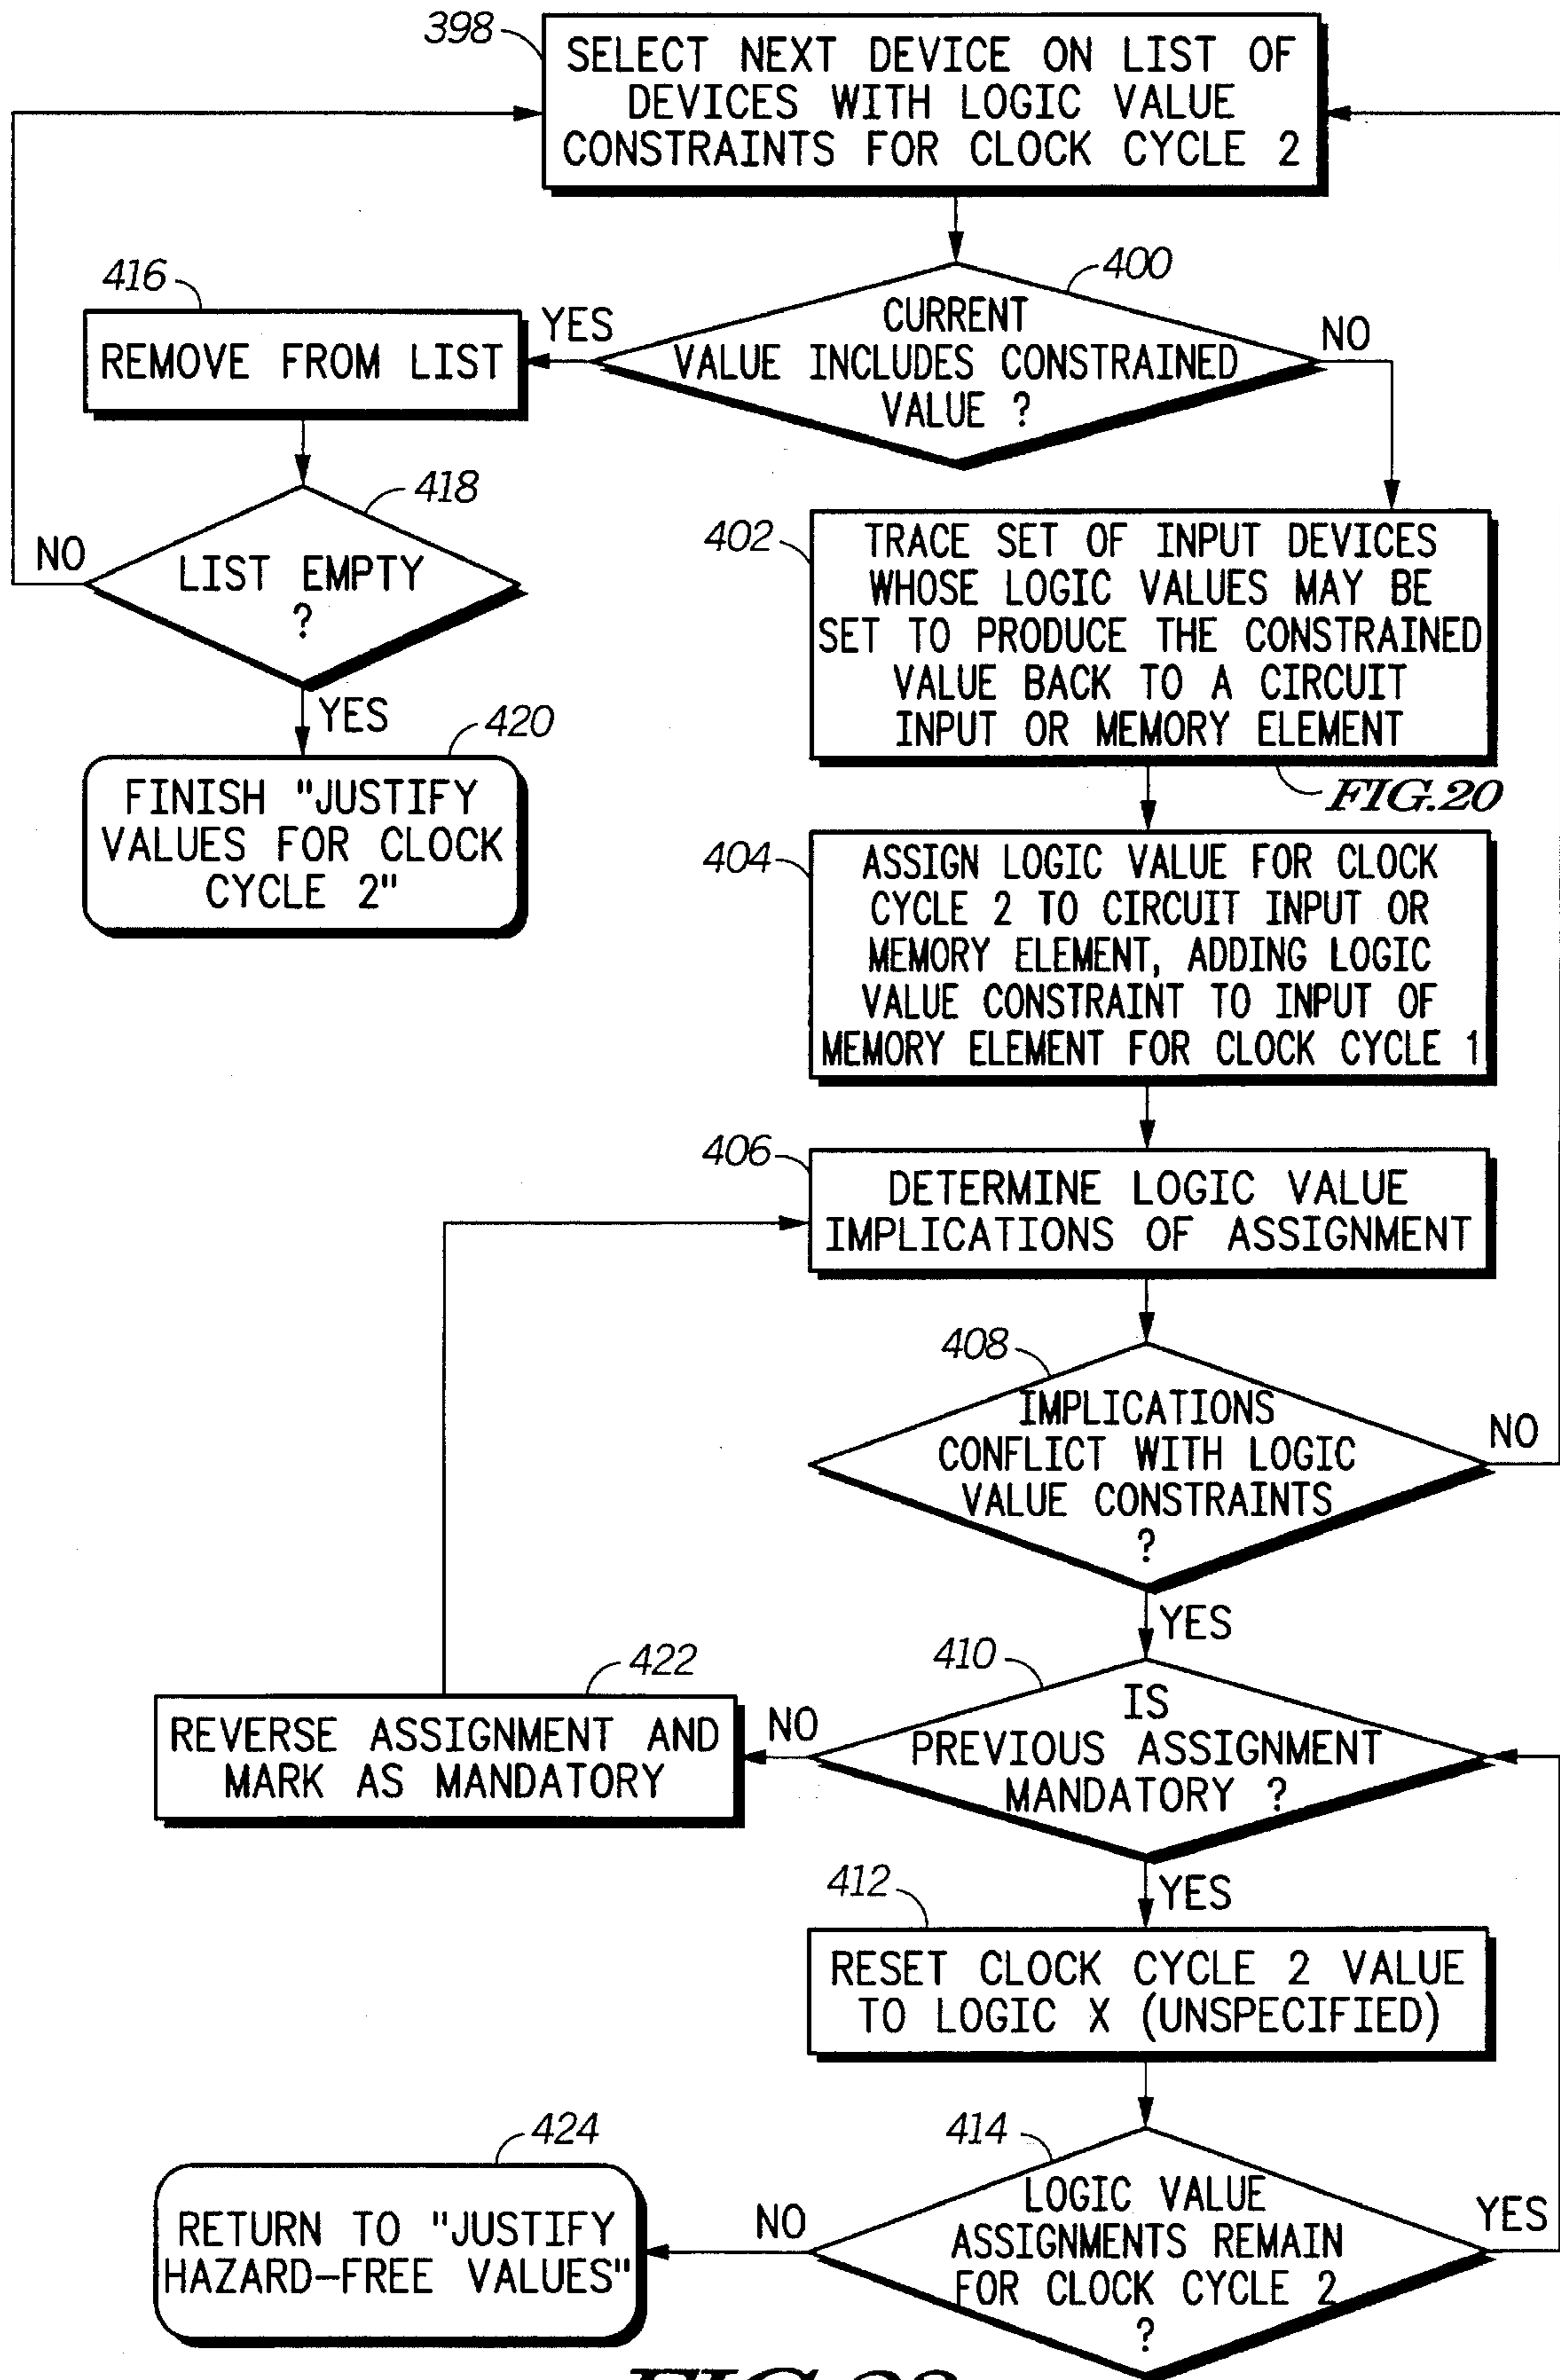 398
SELECT NEXT DEVICE ON LIST OF
DEVICES WITH LOGIC VALUE
CONSTRAINTS FOR CLOCK CYCLE 2
400
CURRENT
VALUE INCLUDES CONSTRAINED
VALUE ?
YES
NO
416
REMOVE FROM LIST
418
LIST EMPTY
?
NO
YES
420
FINISH "JUSTIFY
VALUES FOR CLOCK
CYCLE 2"
402
TRACE SET OF INPUT DEVICES
WHOSE LOGIC VALUES MAY BE
SET TO PRODUCE THE CONSTRAINED
VALUE BACK TO A CIRCUIT
INPUT OR MEMORY ELEMENT
FIG.20
404
ASSIGN LOGIC VALUE FOR CLOCK
CYCLE 2 TO CIRCUIT INPUT OR
MEMORY ELEMENT, ADDING LOGIC
VALUE CONSTRAINT TO INPUT OF
MEMORY ELEMENT FOR CLOCK CYCLE 1
406
DETERMINE LOGIC VALUE
IMPLICATIONS OF ASSIGNMENT
408
IMPLICATIONS
CONFLICT WITH LOGIC
VALUE CONSTRAINTS
?
NO
YES
410
IS
PREVIOUS ASSIGNMENT
MANDATORY ?
NO
422
REVERSE ASSIGNMENT AND
MARK AS MANDATORY
YES
412
RESET CLOCK CYCLE 2 VALUE
TO LOGIC X (UNSPECIFIED)
414
LOGIC VALUE
ASSIGNMENTS REMAIN
FOR CLOCK CYCLE 2
?
YES
NO
424
RETURN TO "JUSTIFY
HAZARD-FREE VALUES"